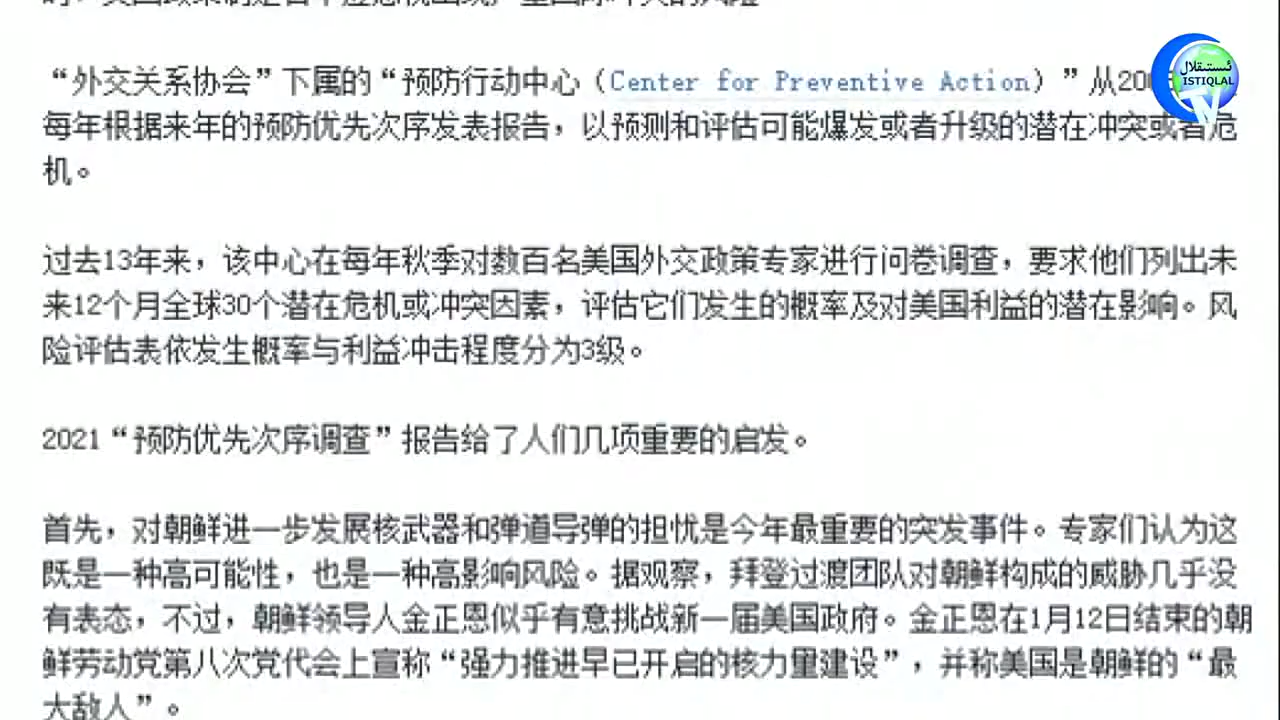 “外交关系协会”下属的“预防行动中心（Center for Preventive Action）”从200
每年根据来年的预防优先次序发表报告，以预测和评估可能爆发或者升级的潜在冲突或者危
机。
过去13年来，该中心在每年秋季对数百名美国外交政策专家进行问卷调查，要求他们列出未
来12个月全球30个潜在危机或冲突因素，评估它们发生的概率及对美国利益的潜在影响。风
险评估表依发生概率与利益冲击程度分为3级。
2021“预防优先次序调查”报告给了人们几项重要的启发。
首先，对朝鲜进一步发展核武器和弹道导弹的担忧是今年最重要的突发事件。专家们认为这
既是一种高可能性，也是一种高影响风险。据观察，拜登过渡团队对朝鲜构成的威胁几乎没
有表态，不过，朝鲜领导人金正恩似乎有意挑战新一届美国政府。金正恩在1月12日结束的朝
鲜劳动党第八次党代会上宣称“强力推进早已开启的核力量建设”，并称美国是朝鲜的“最
大敌人”。
ئىستىقلال
ISTIQLAL
TV